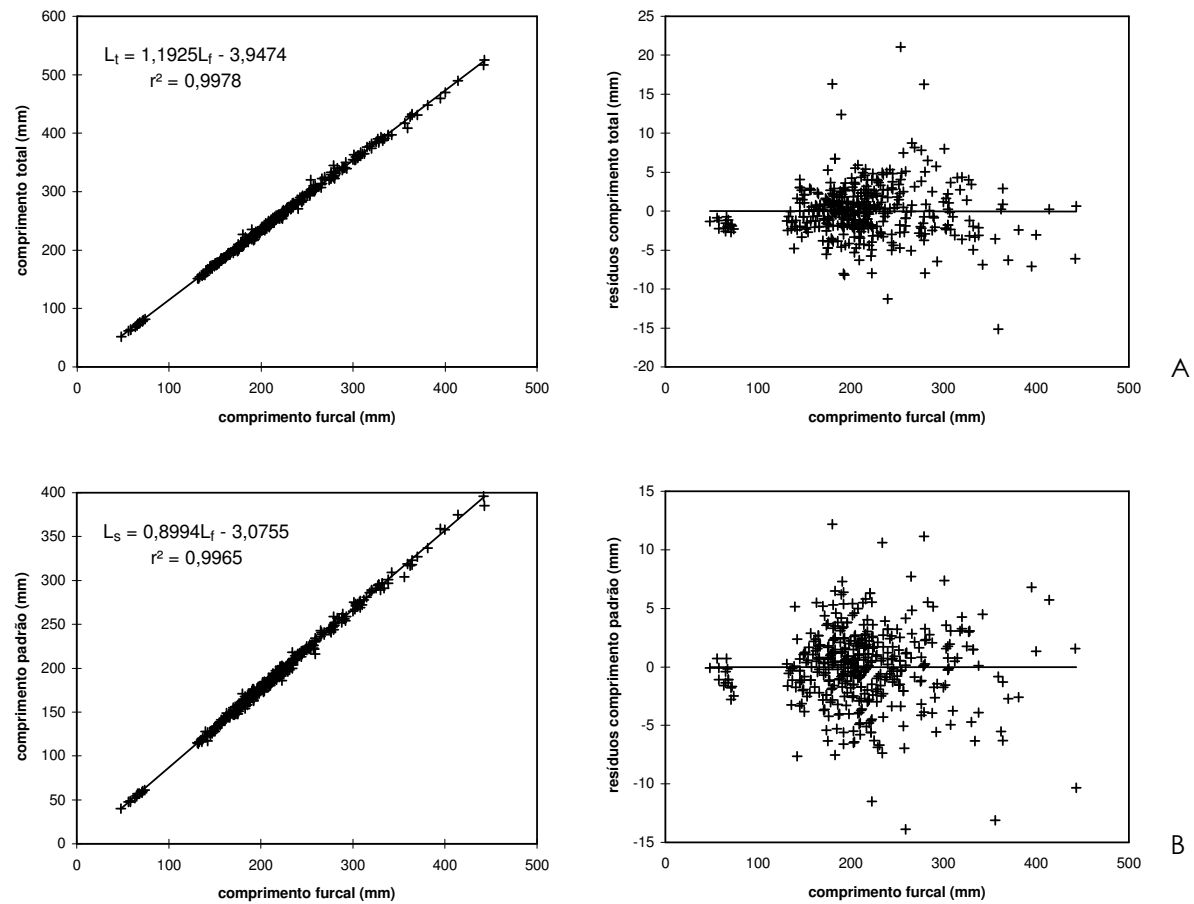 600
500
400
300
200
100
0
0 100 200 300 400 500
comprimento total (mm)
comprimento furcal (mm)
Lt = 1,1925Lf - 3,9474
r² = 0,9978
25
20
15
10
5
0
-5
-10
-15
-20
0 100 200 300 400 500
resíduos comprimento total (mm)
comprimento furcal (mm)
A
400
350
300
250
200
150
100
50
0
0 100 200 300 400 500
comprimento padrão (mm)
comprimento furcal (mm)
Ls = 0,8994Lf - 3,0755
r² = 0,9965
15
10
5
0
-5
-10
-15
0 100 200 300 400 500
resíduos comprimento padrão (mm)
comprimento furcal (mm)
B